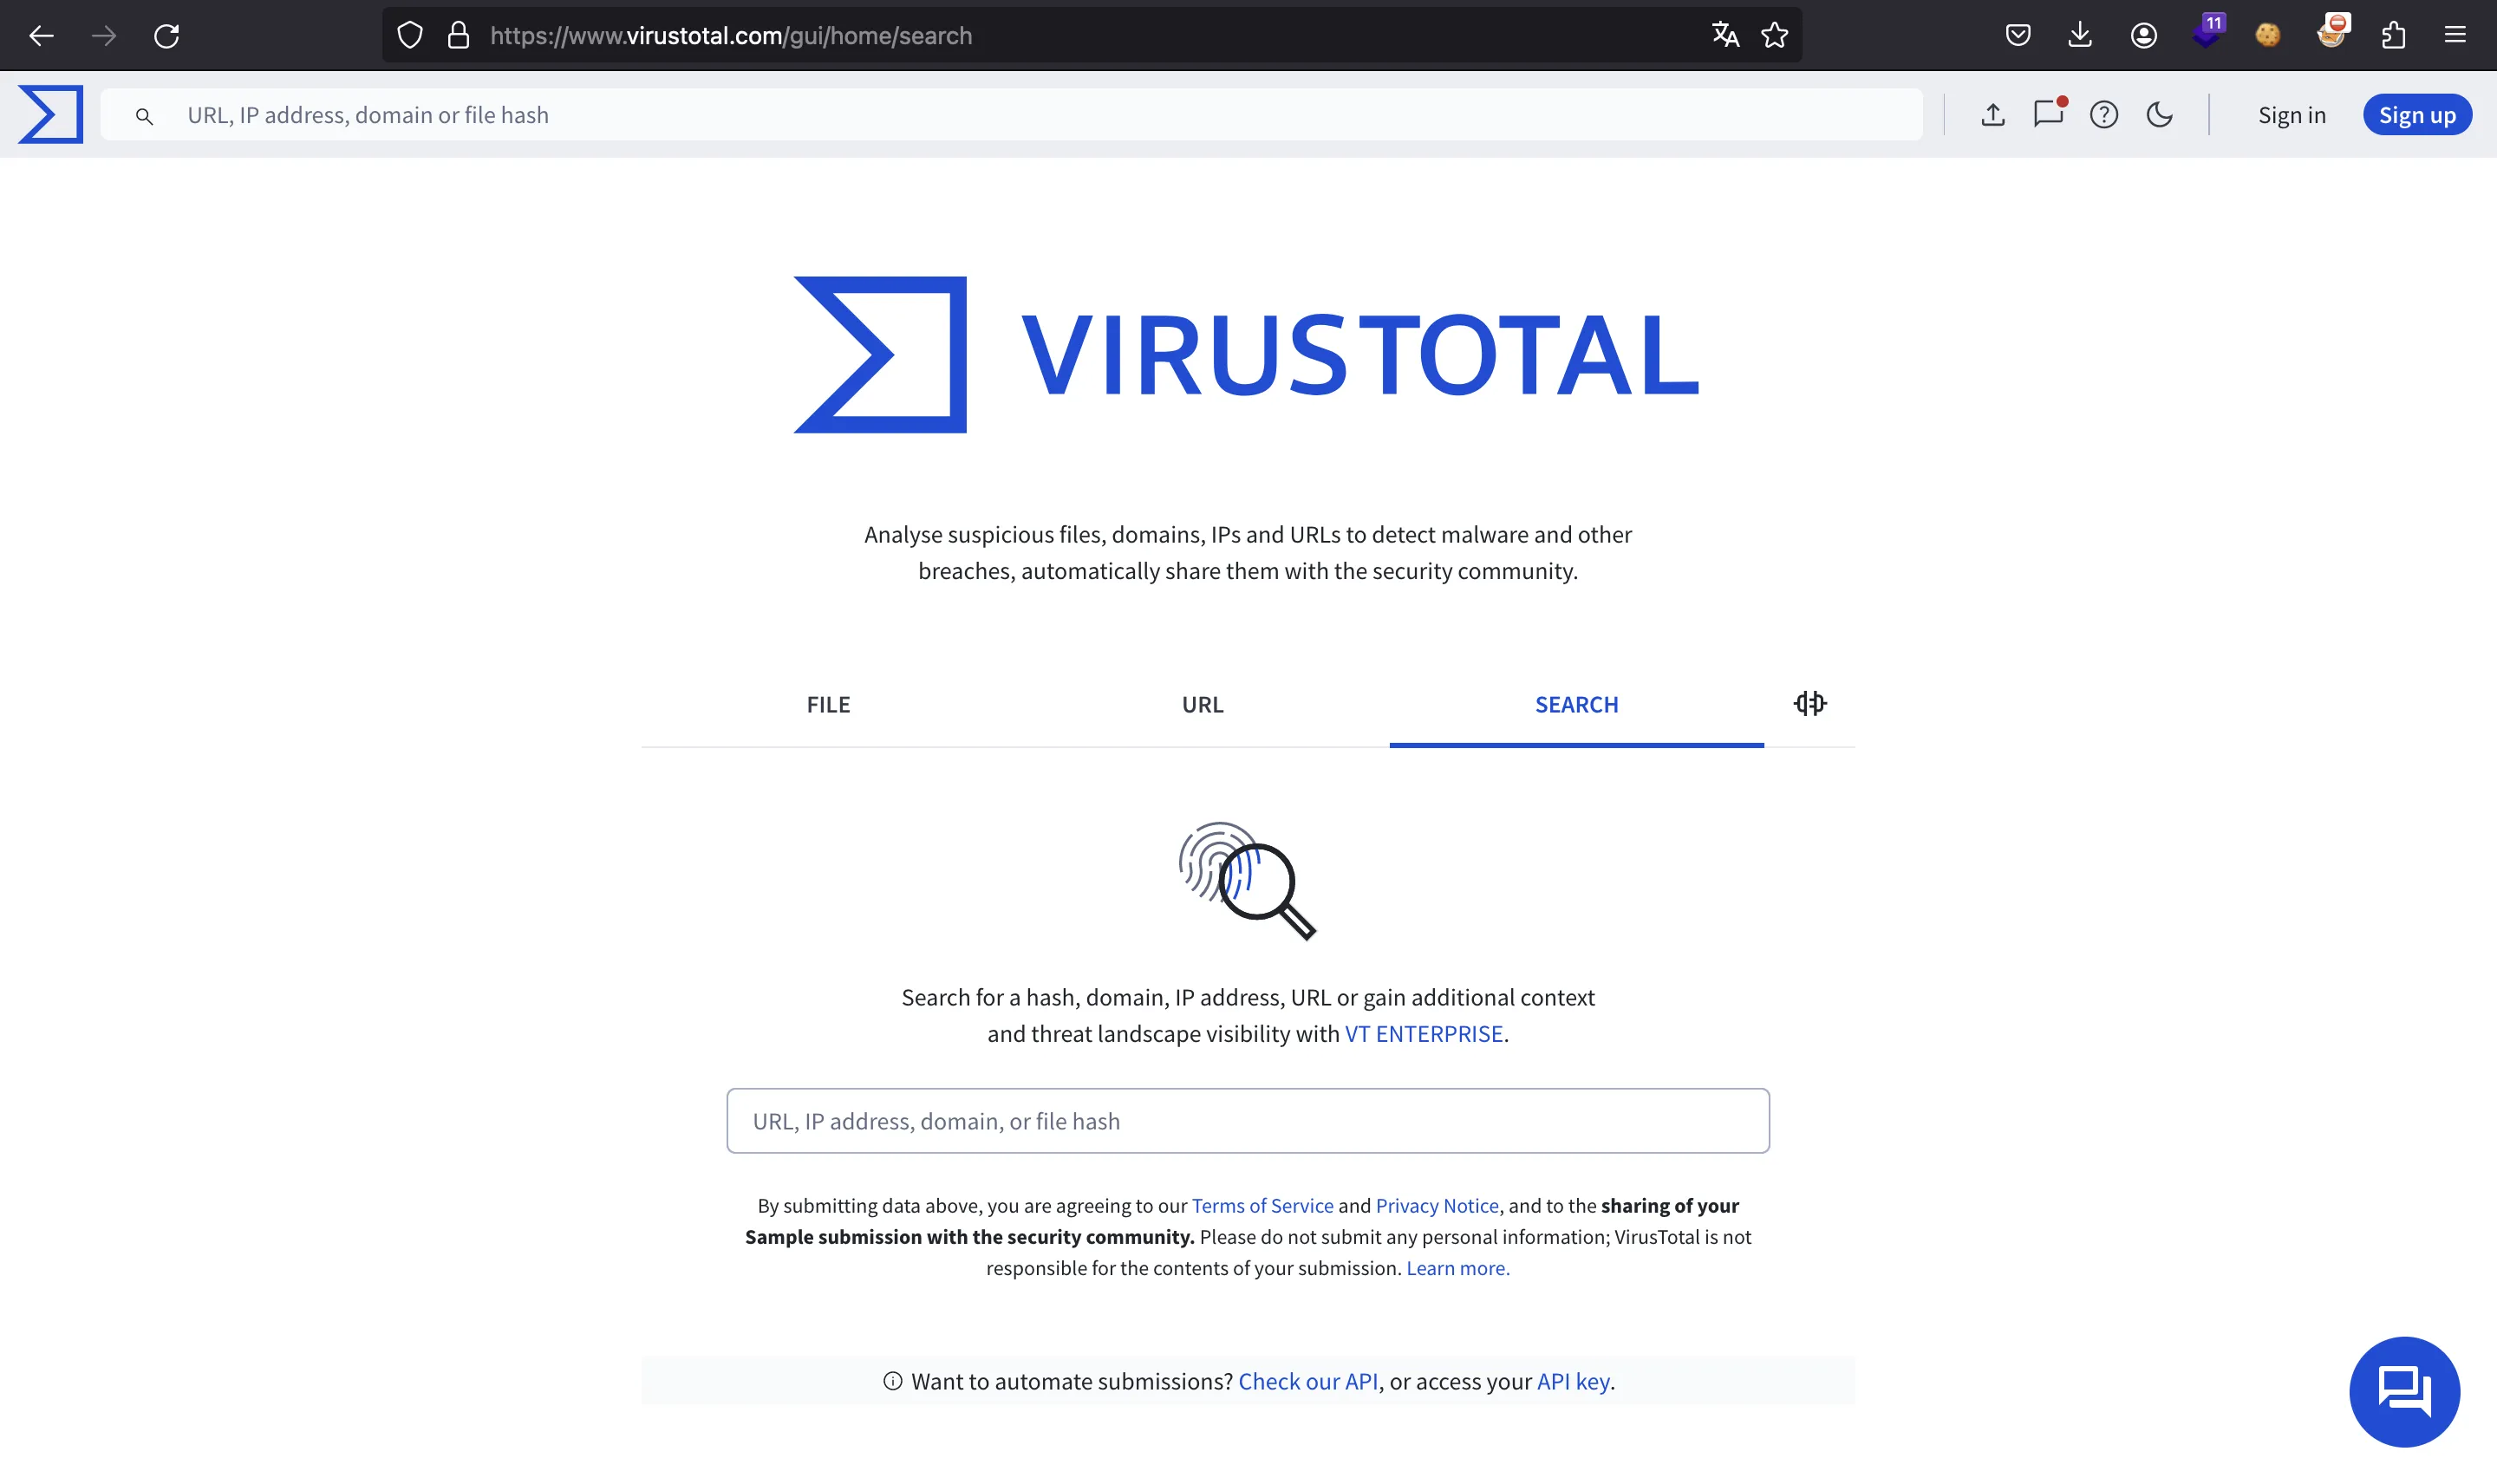 https://www.virustotal.com/gui/home/search
11
URL, IP address, domain or file hash
Sign in
Sign up
VIRUSTOTAL
Analyse suspicious files, domains, IPs and URLs to detect malware and other
breaches, automatically share them with the security community.
FILE
URL
SEARCH
Search for a hash, domain, IP address, URL or gain additional context
and threat landscape visibility with VT ENTERPRISE.
URL, IP address, domain, or file hash
By submitting data above, you are agreeing to our Terms of Service and Privacy Notice, and to the sharing of your
Sample submission with the security community. Please do not submit any personal information; VirusTotal is not
responsible for the contents of your submission. Learn more.
Want to automate submissions? Check our API, or access your API key.